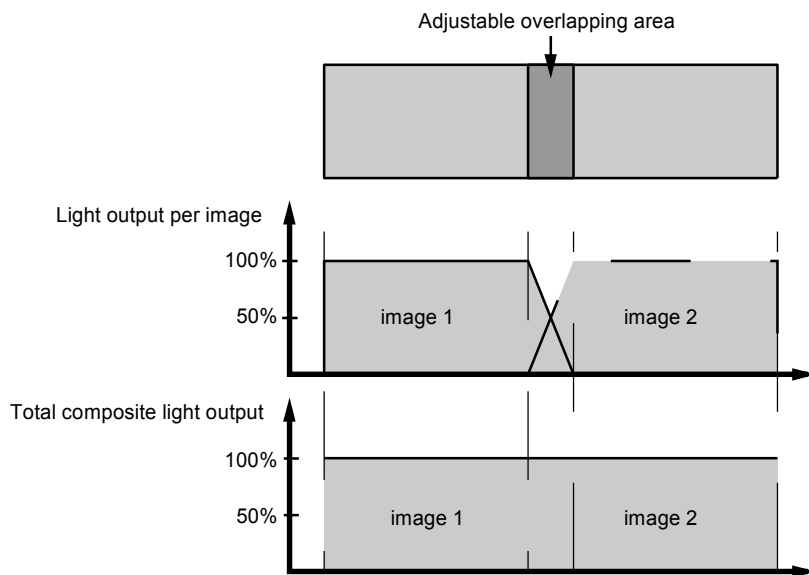 Adjustable overlapping area
Light output per image
100%
50%
image 1
image 2
Total composite light output
100%
50%
image 1
image 2